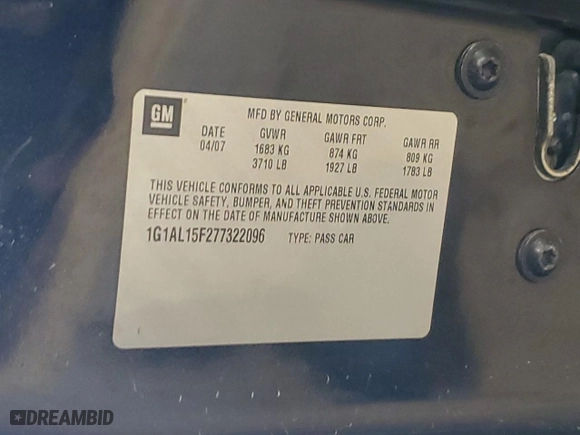 GM
MFD BY GENERAL MOTORS CORP.
DATE GVWR GAWR FRT GAWR RR
04/07 1683 KG 874 KG 809 KG
3710 LB 1927 LB 1783 LB
THIS VEHICLE CONFORMS TO ALL APPLICABLE U.S. FEDERAL MOTOR
VEHICLE SAFETY, BUMPER, AND THEFT PREVENTION STANDARDS IN
EFFECT ON THE DATE OF MANUFACTURE SHOWN ABOVE.
1G1AL15F277322096 TYPE: PASS CAR
DREAMBID